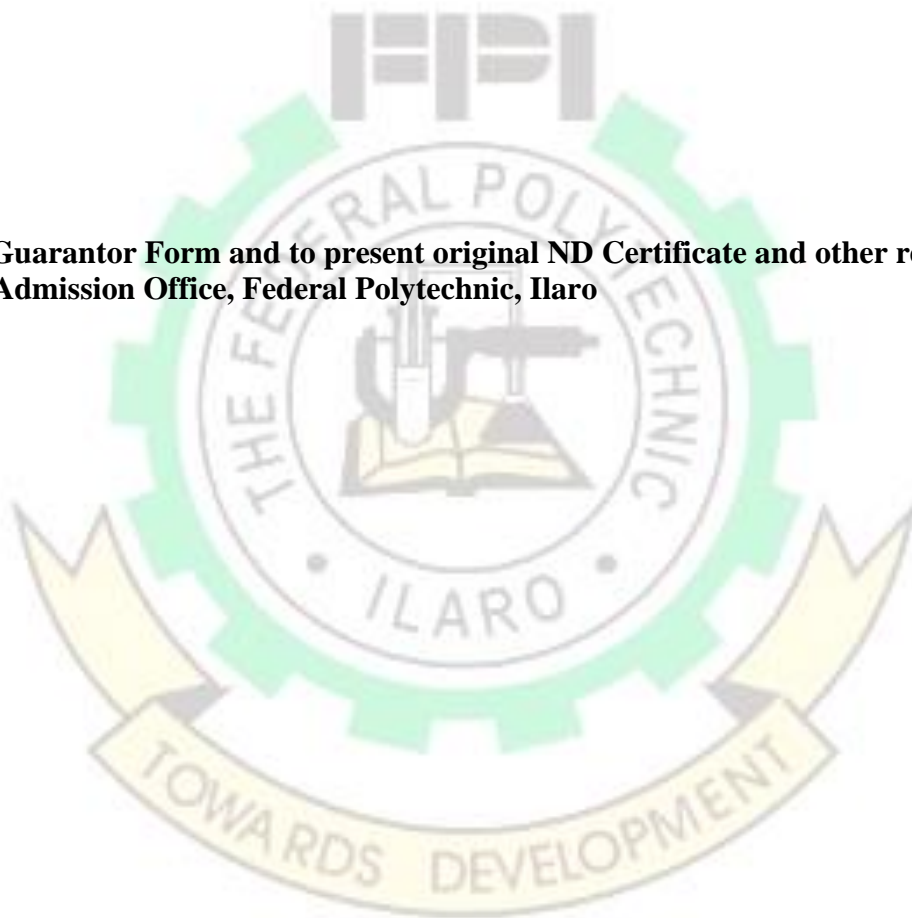 FPI
THE FEDERAL POLYTECHNIC
Guarantor Form and to present original ND Certificate and other
Admission Office, Federal Polytechnic, Ilaro
ILARO
TOWARDS DEVELOPMENT